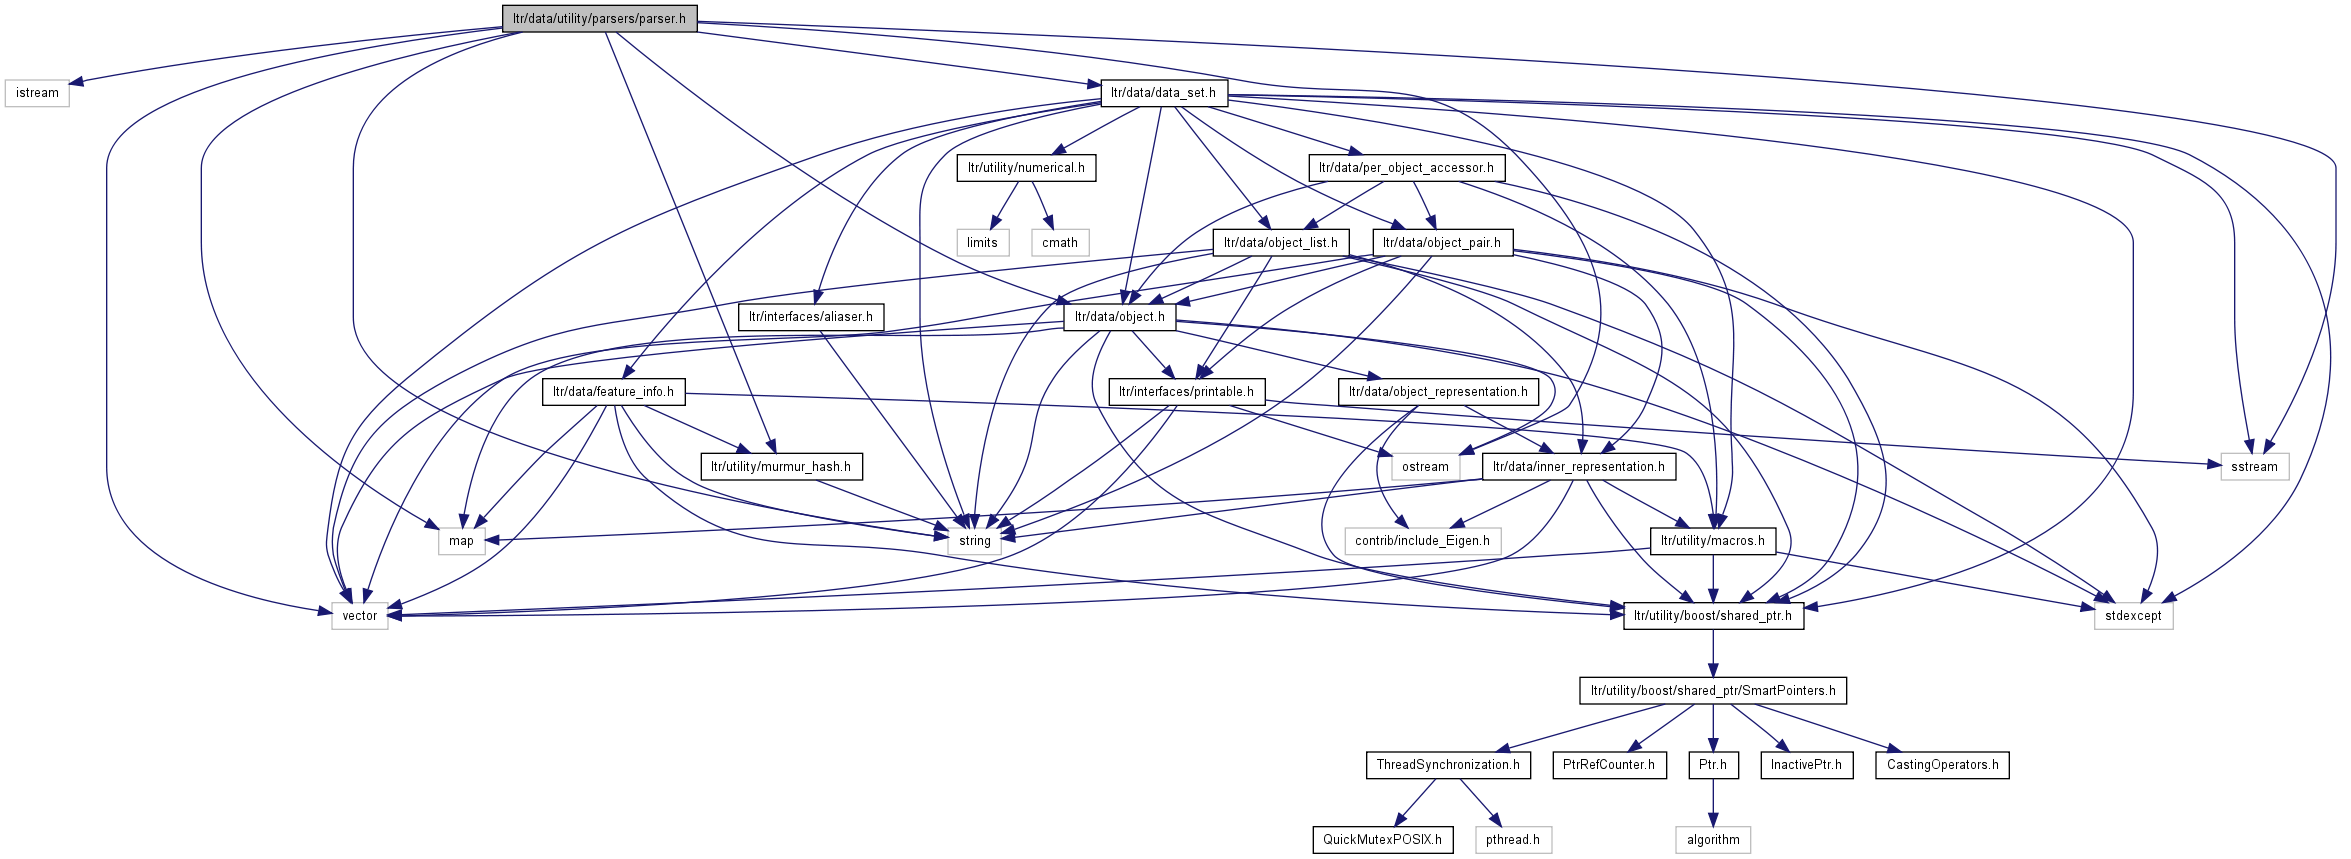 ltr/data/utility/parsers/parser.h
istream
ltr/data/data_set.h
ltr/utility/numerical.h
ltr/data/per_object_accessor.h
limits
cmath
ltr/data/object_list.h
ltr/data/object_pair.h
ltr/interfaces/aliaser.h
ltr/data/object.h
ltr/data/feature_info.h
ltr/interfaces/printable.h
ltr/data/object_representation.h
ltr/utility/murmur_hash.h
ostream
ltr/data/inner_representation.h
sstream
map
string
contrib/include_Eigen.h
ltr/utility/macros.h
vector
ltr/utility/boost/shared_ptr.h
stdexcept
ltr/utility/boost/shared_ptr/SmartPointers.h
ThreadSynchronization.h
PtrRefCounter.h
Ptr.h
InactivePtr.h
CastingOperators.h
QuickMutexPOSIX.h
pthread.h
algorithm